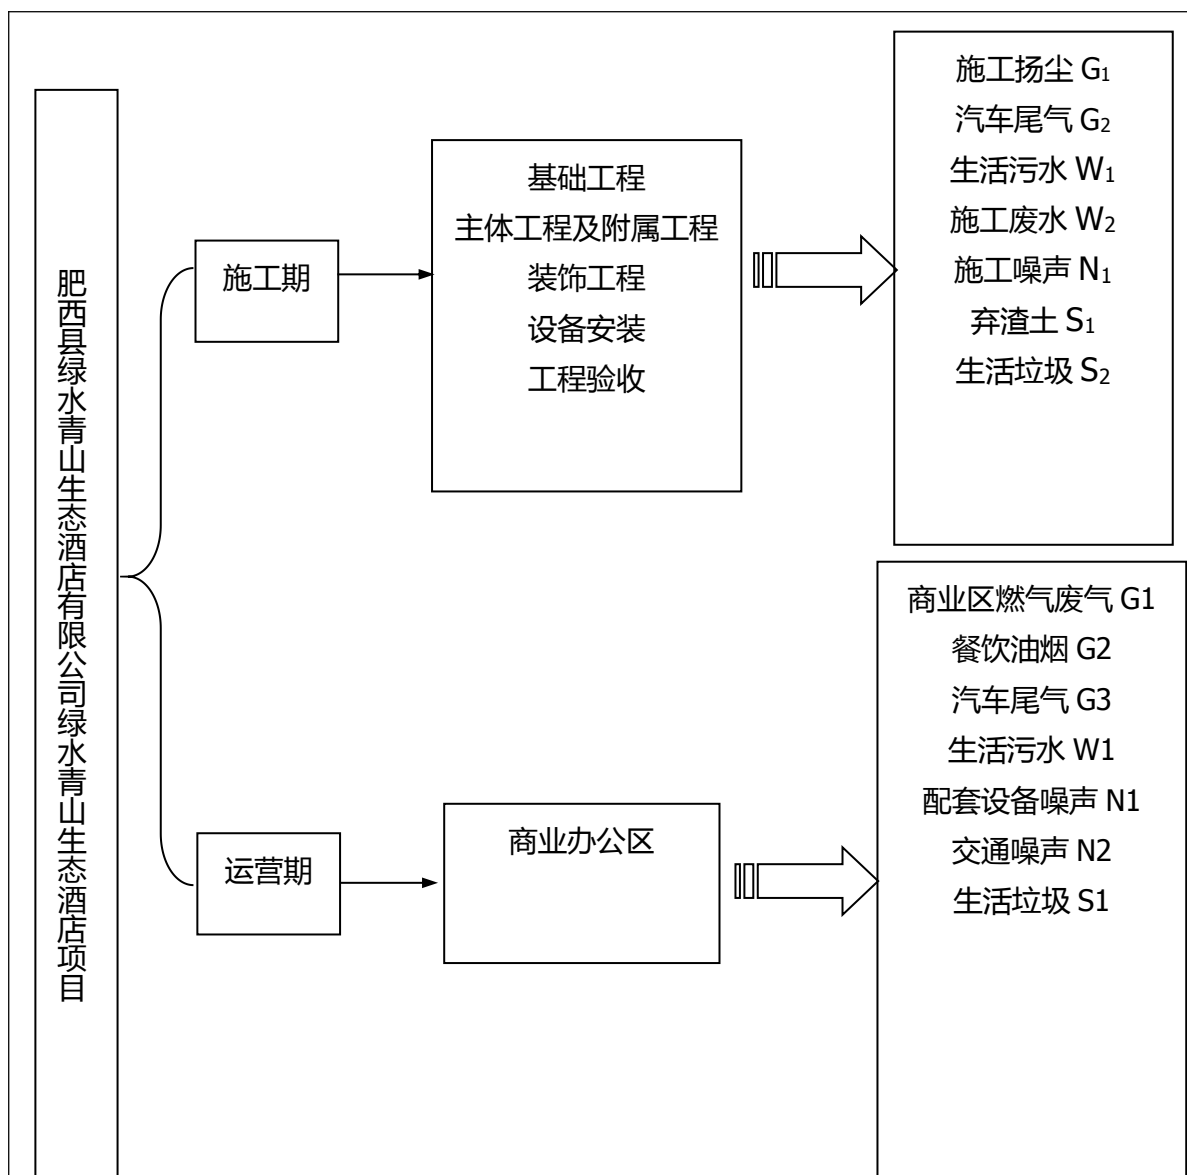 肥西县绿水青山生态酒店有限公司绿水青山生态酒店项目
施工期
基础工程
主体工程及附属工程
装饰工程
设备安装
工程验收
施工扬尘 G₁
汽车尾气 G₂
生活污水 W₁
施工废水 W₂
施工噪声 N₁
弃渣土 S₁
生活垃圾 S₂
运营期
商业办公区
商业区燃气废气 G1
餐饮油烟 G2
汽车尾气 G3
生活污水 W1
配套设备噪声 N1
交通噪声 N2
生活垃圾 S1